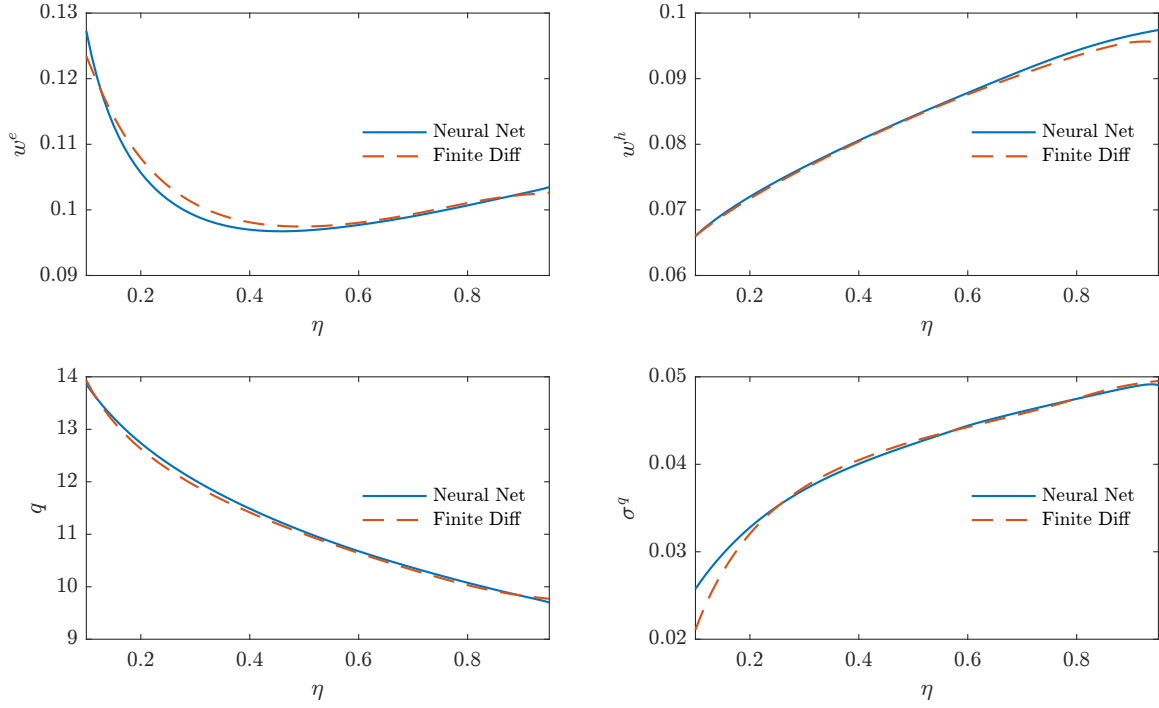 0.13
0.12
0.11
0.1
0.09
w^e
Neural Net
Finite Diff
0.2 0.4 0.6 0.8
η
0.1
0.09
0.08
0.07
0.06
w^h
Neural Net
Finite Diff
0.2 0.4 0.6 0.8
η
14
13
12
11
10
9
q
Neural Net
Finite Diff
0.2 0.4 0.6 0.8
η
0.05
0.04
0.03
0.02
σ^q
Neural Net
Finite Diff
0.2 0.4 0.6 0.8
η